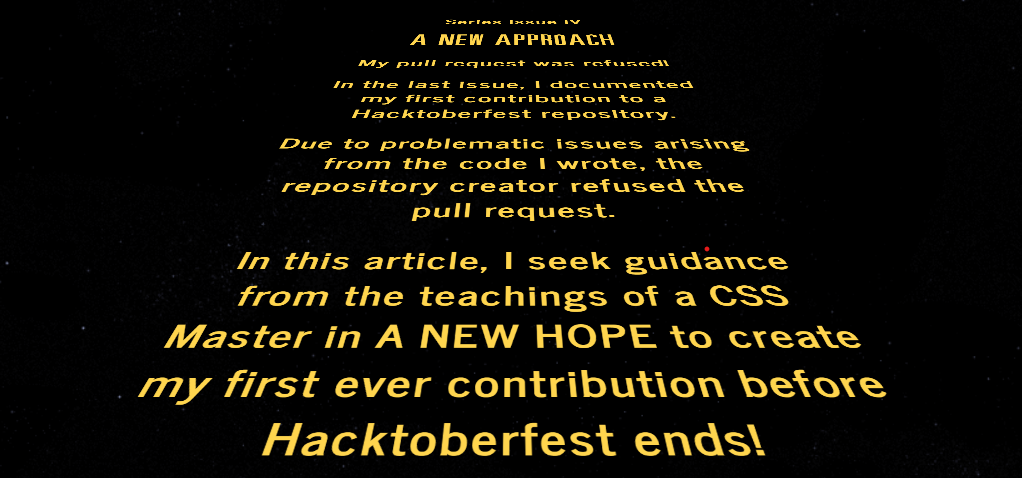 Series Issue IV
A NEW APPROACH
My pull request was refused!
In the last issue, I documented
my first contribution to a
Hacktoberfest repository.
Due to problematic issues arising
from the code I wrote, the
repository creator refused the
pull request.
In this article, I seek guidance
from the teachings of a CSS
Master in A NEW HOPE to create
my first ever contribution before
Hacktoberfest ends!